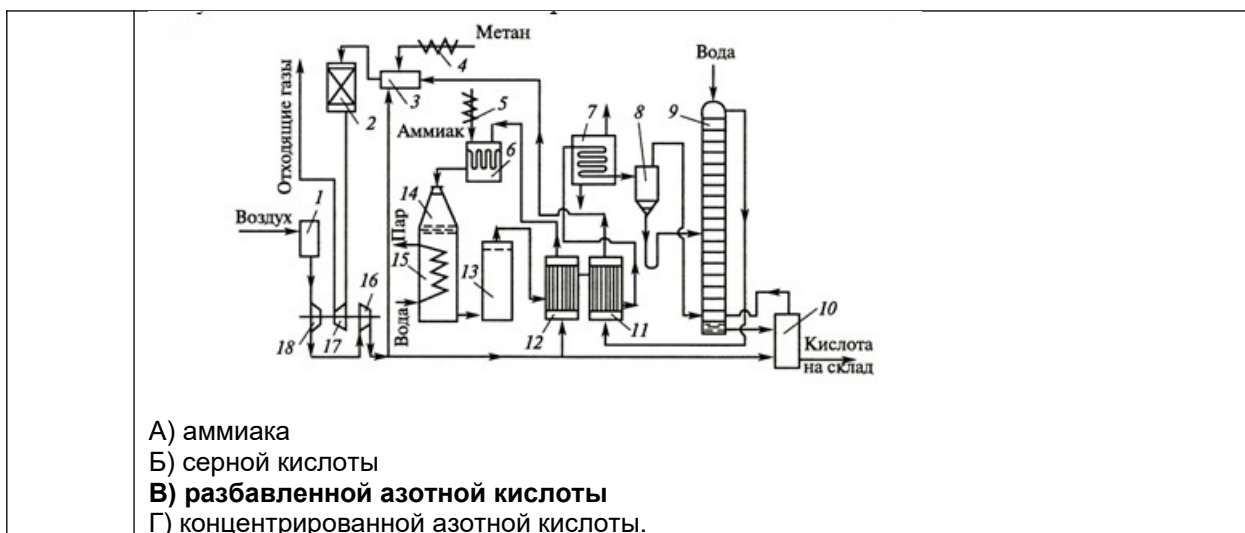 Метан
4
Вода
3
2
5
Аммиак
6
7
8
9
Отходящие газы
1
Воздух
14
Пар
15
13
16
Вода
12
11
10
18
17
Кислота
на склад
А) аммиака
Б) серной кислоты
В) разбавленной азотной кислоты
Г) концентрированной азотной кислоты.